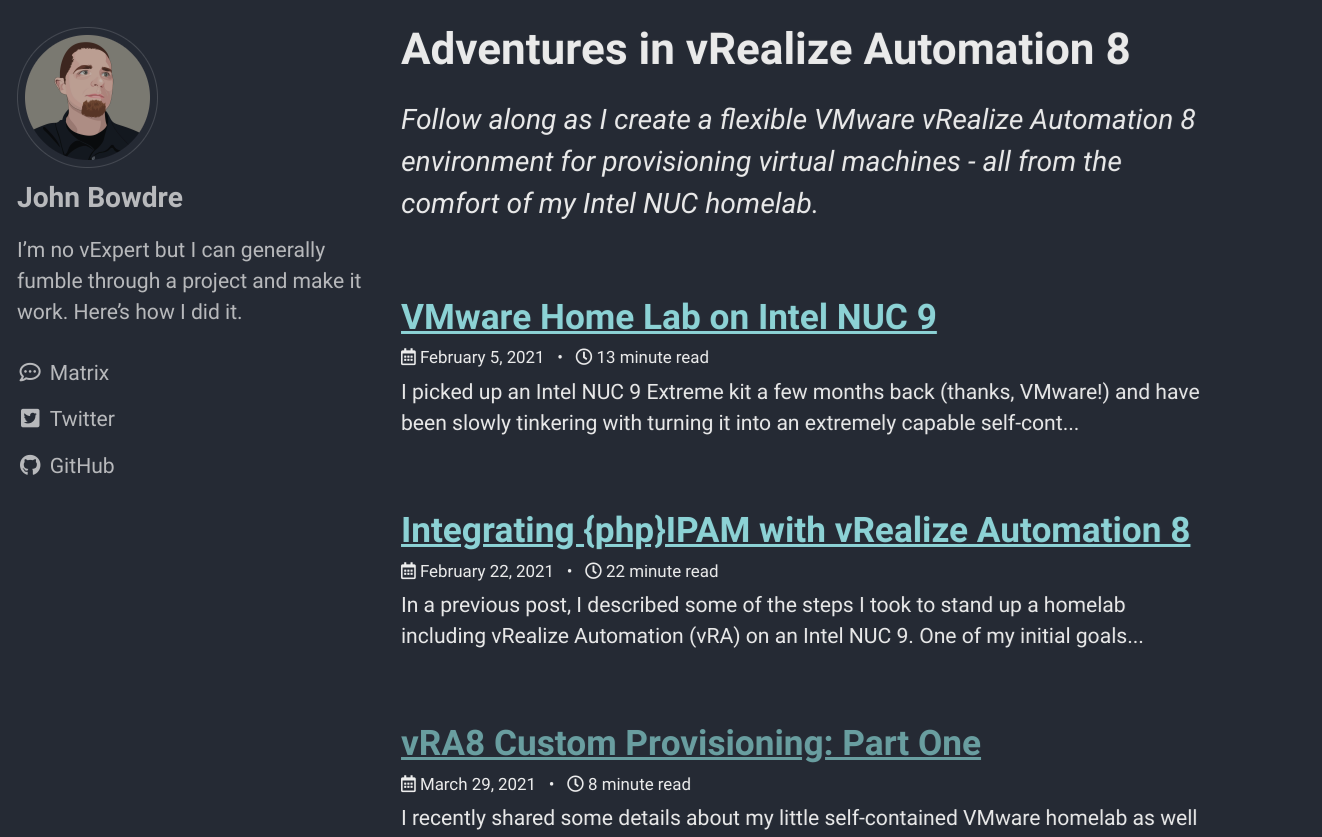 John Bowdre
I'm no vExpert but I can generally
fumble through a project and make it
work. Here's how I did it.
Matrix
Twitter
GitHub
Adventures in vRealize Automation 8
Follow along as I create a flexible VMware vRealize Automation 8
environment for provisioning virtual machines - all from the
comfort of my Intel NUC homelab.
VMware Home Lab on Intel NUC 9
February 5, 2021 • 13 minute read
I picked up an Intel NUC 9 Extreme kit a few months back (thanks, VMware!) and have
been slowly tinkering with turning it into an extremely capable self-cont...
Integrating {php}IPAM with vRealize Automation 8
February 22, 2021 • 22 minute read
In a previous post, I described some of the steps I took to stand up a homelab
including vRealize Automation (vRA) on an Intel NUC 9. One of my initial goals...
vRA8 Custom Provisioning: Part One
March 29, 2021 • 8 minute read
I recently shared some details about my little self-contained VMware homelab as well